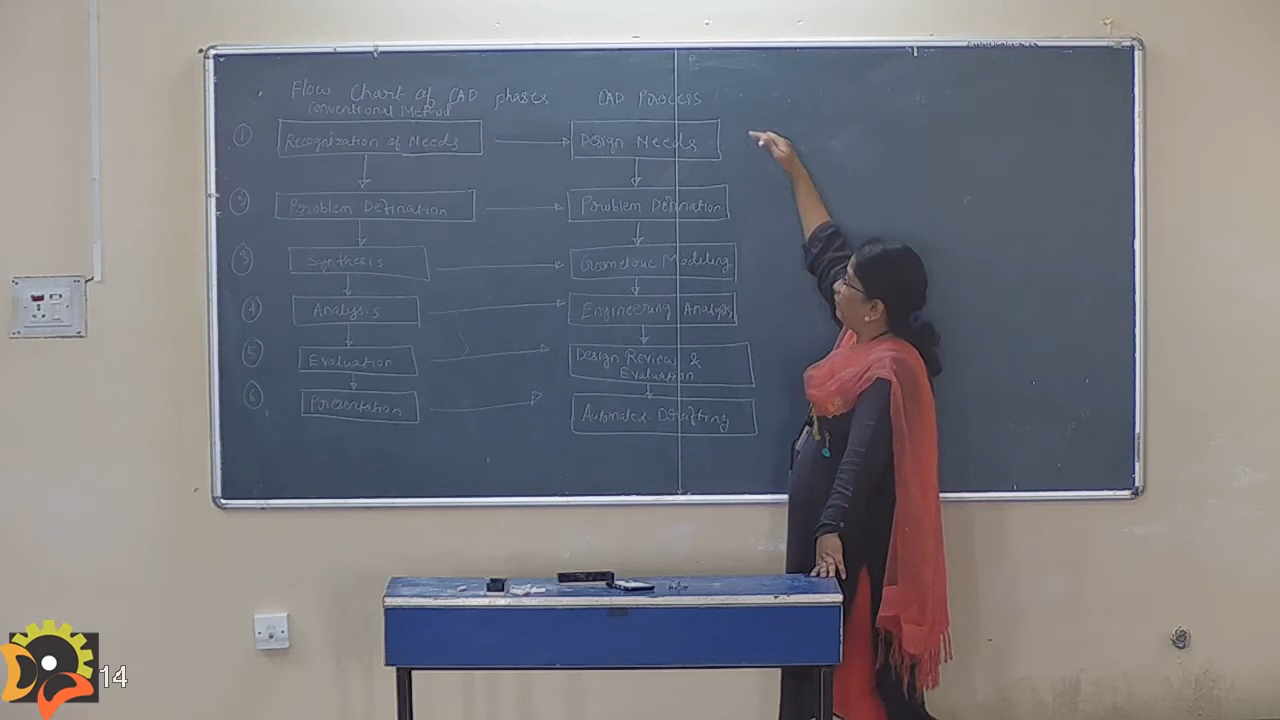 Flow Chart of CAD phases CAD Process
Conventional Method
① Recognization of Needs Design Needs
② Problem Defination Problem Defination
③ Synthesis Geometric Modeling
④ Analysis Engineering Analysis
⑤ Evaluation Design Review &
Evaluation
⑥ Presentation Automated Drafting
14